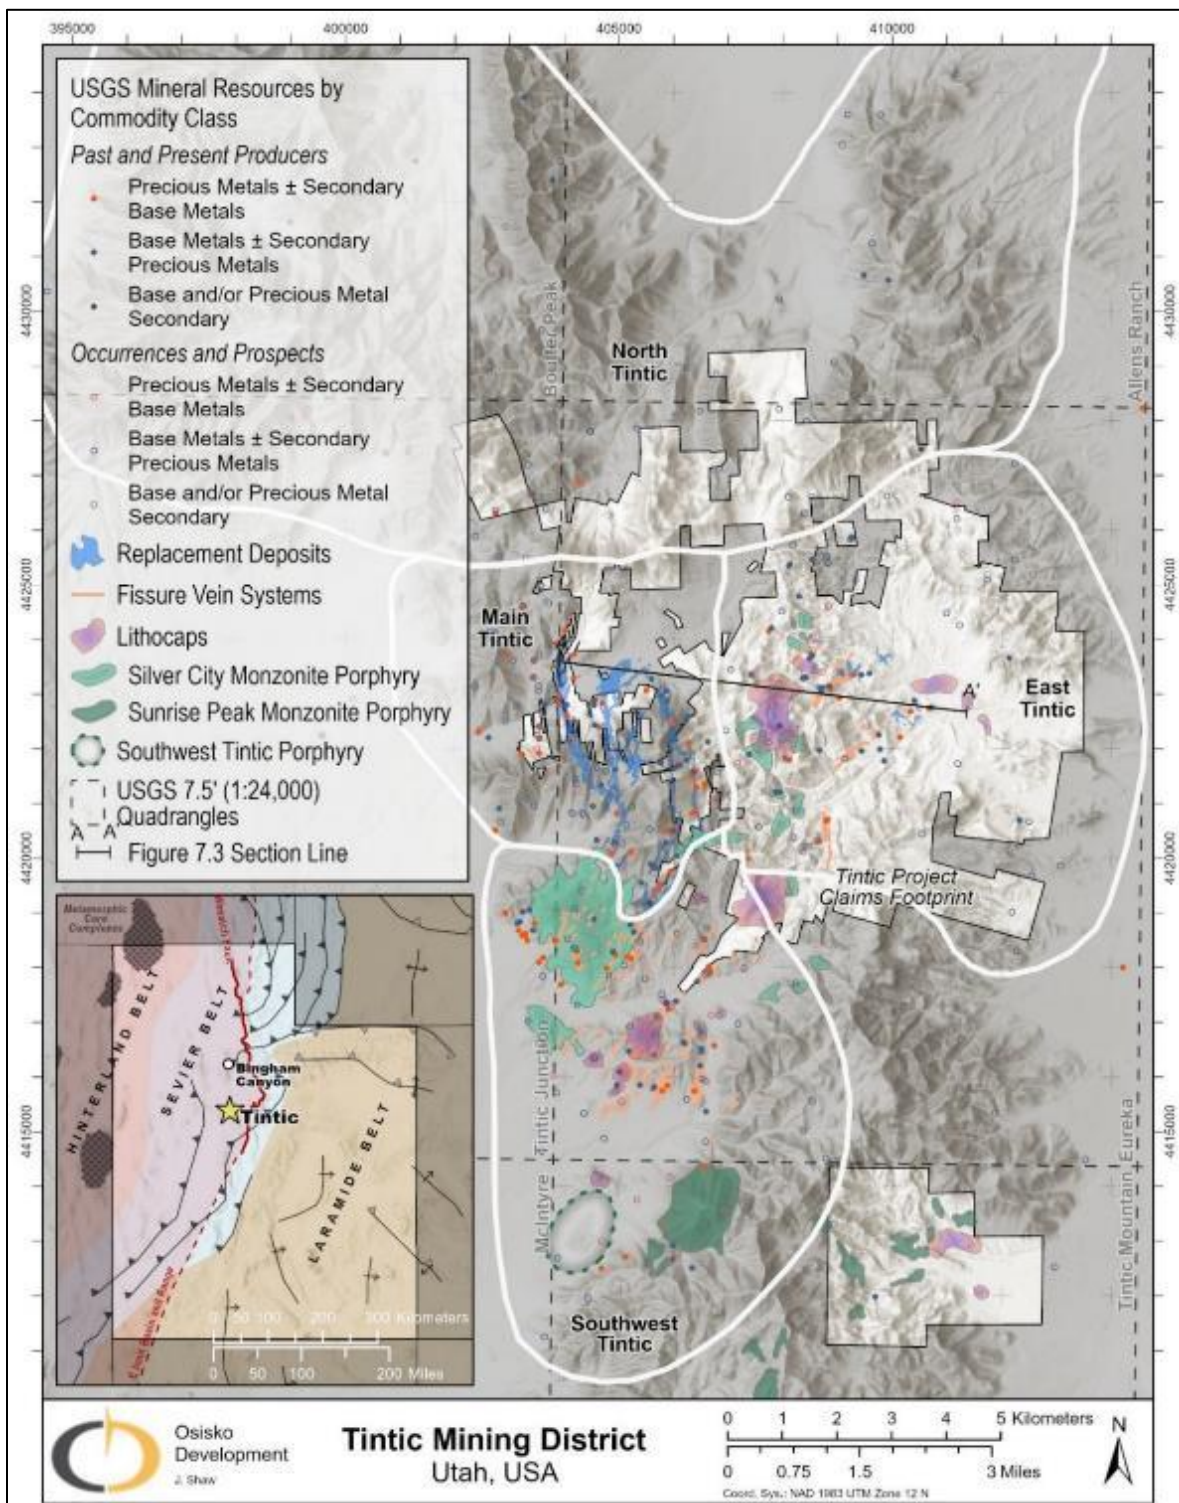 395000 400000 405000 410000
USGS Mineral Resources by
Commodity Class
Past and Present Producers
Precious Metals ± Secondary
Base Metals
Base Metals ± Secondary
Precious Metals
Base and/or Precious Metal
Secondary
Occurrences and Prospects
Precious Metals ± Secondary
Base Metals
Base Metals ± Secondary
Precious Metals
Base and/or Precious Metal
Secondary
Replacement Deposits
Fissure Vein Systems
Lithocaps
Silver City Monzonite Porphyry
Sunrise Peak Monzonite Porphyry
Southwest Tintic Porphyry
USGS 7.5' (1:24,000)
Quadrangles
A A'
Figure 7.3 Section Line
4430000
4425000
4420000
4415000
Peak
Allens Ranch
North
Tintic
Main
Tintic
East
Tintic
A'
Tintic Project
Claims Footprint
McIntyre
Tintic Junction
Tintic Mountain
Eureka
Southwest
Tintic
4430000
4425000
4420000
4415000
Metamorphic
Core
Complexes
HINTERLAND BELT
SEVIER BELT
LARAMIDE BELT
Bingham
Canyon
Tintic
Basin and Range
0 50 100 200 300 Kilometers
0 50 100 200 Miles
Osisko
Development
J. Shaw
Tintic Mining District
Utah, USA
0 1 2 3 4 5 Kilometers
0 0.75 1.5 3 Miles
Coord. Sys.: NAD 1983 UTM Zone 12 N
N